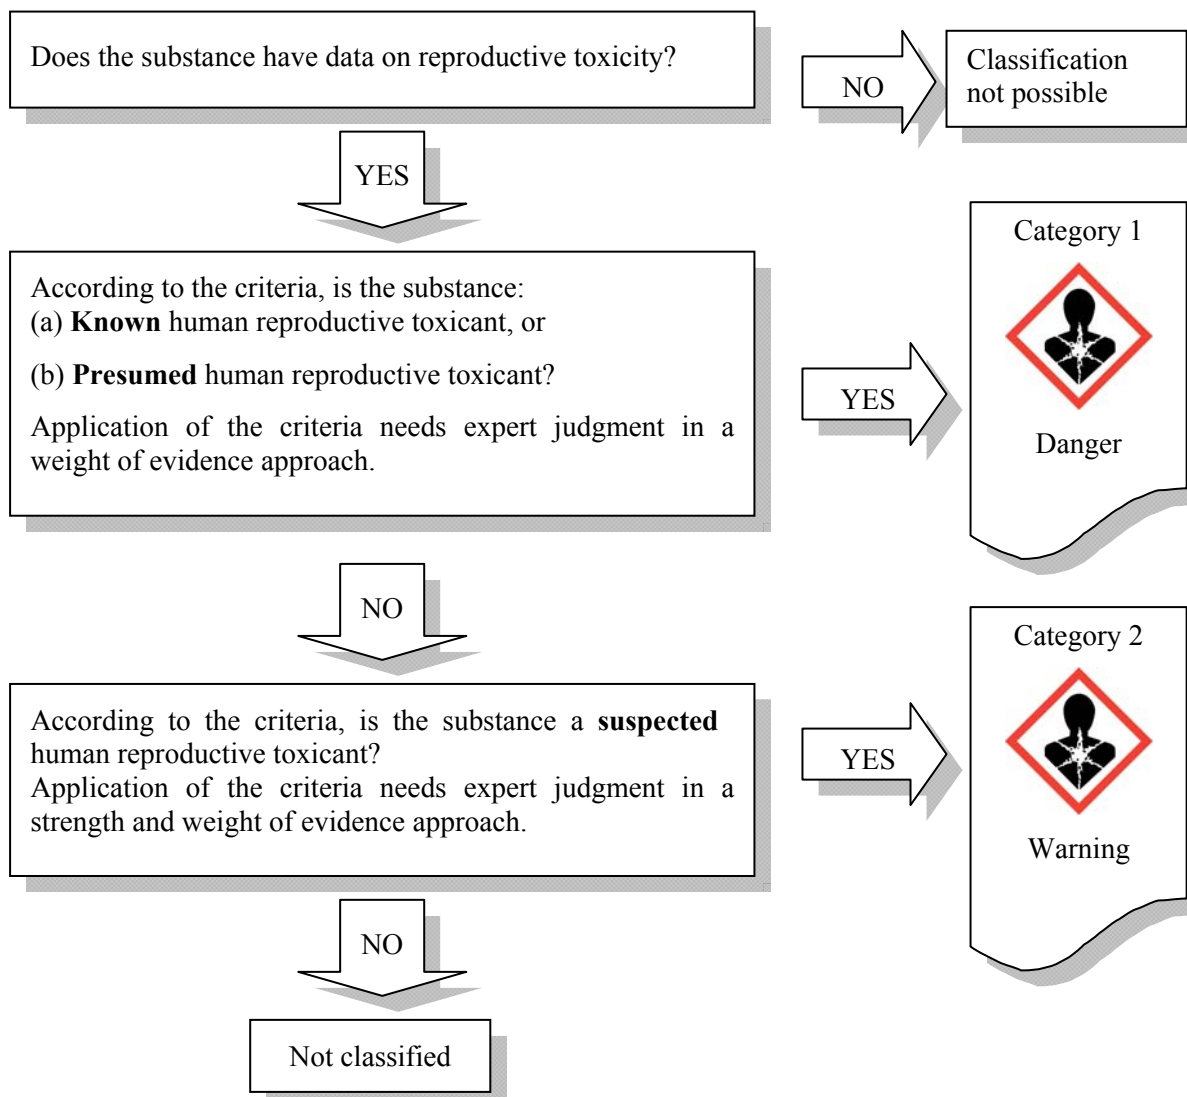 Does the substance have data on reproductive toxicity?
NO
Classification
not possible
YES
According to the criteria, is the substance:
(a) Known human reproductive toxicant, or
(b) Presumed human reproductive toxicant?
Application of the criteria needs expert judgment in a
weight of evidence approach.
YES
Category 1
Danger
NO
According to the criteria, is the substance a suspected
human reproductive toxicant?
Application of the criteria needs expert judgment in a
strength and weight of evidence approach.
YES
Category 2
Warning
NO
Not classified